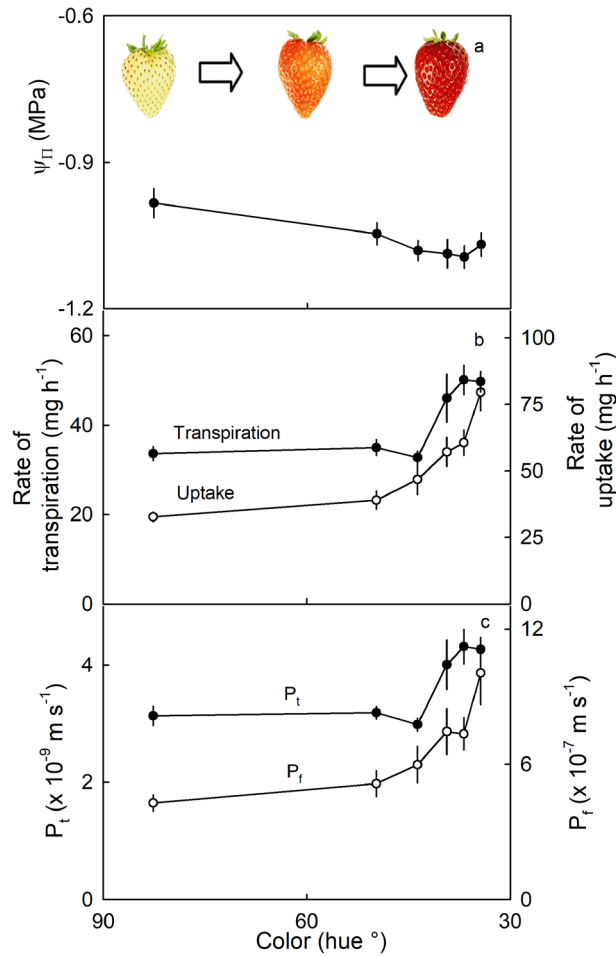 -0.6
a
ΨΠ (MPa)
-0.9
-1.2
60
b
100
Rate of
transpiration (mg h⁻¹)
40
20
0
Transpiration
Uptake
75
50
25
0
Rate of
uptake (mg h⁻¹)
c
12
4
Pt
Pt (x 10⁻⁹ m s⁻¹)
Pf
6
Pf (x 10⁻⁷ m s⁻¹)
2
0
0
90
60
30
Color (hue °)